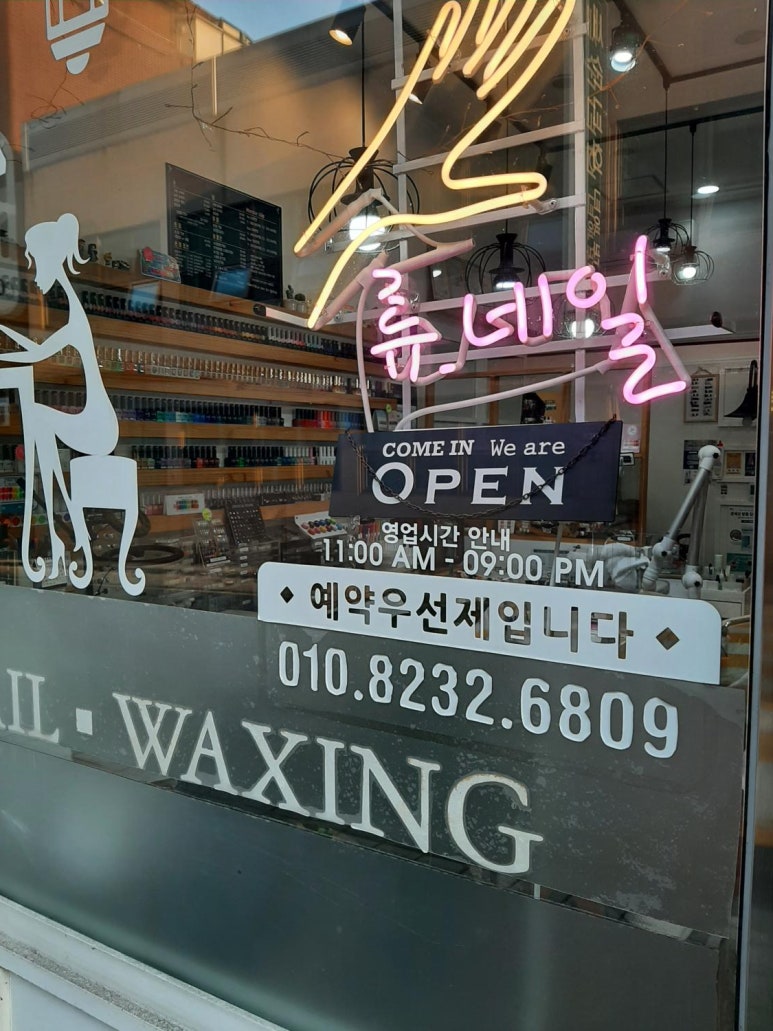 류.네일
COME IN We are
OPEN
영업시간 안내
11:00 AM - 09:00 PM
예약우선제입니다
010.8232.6809
AIL · WAXING